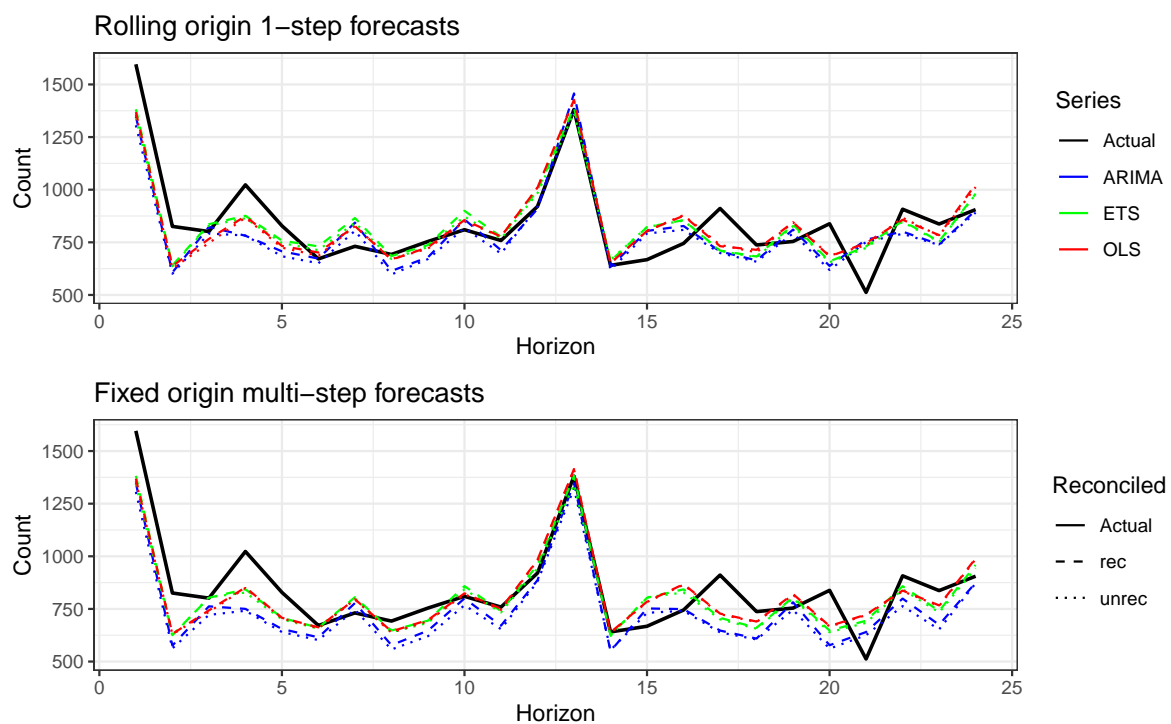 Rolling origin 1−step forecasts
1500
1250
1000
750
500
Count
0 5 10 15 20 25
Horizon
Series
Actual
ARIMA
ETS
OLS
Fixed origin multi−step forecasts
1500
1250
1000
750
500
Count
0 5 10 15 20 25
Horizon
Reconciled
Actual
rec
unrec